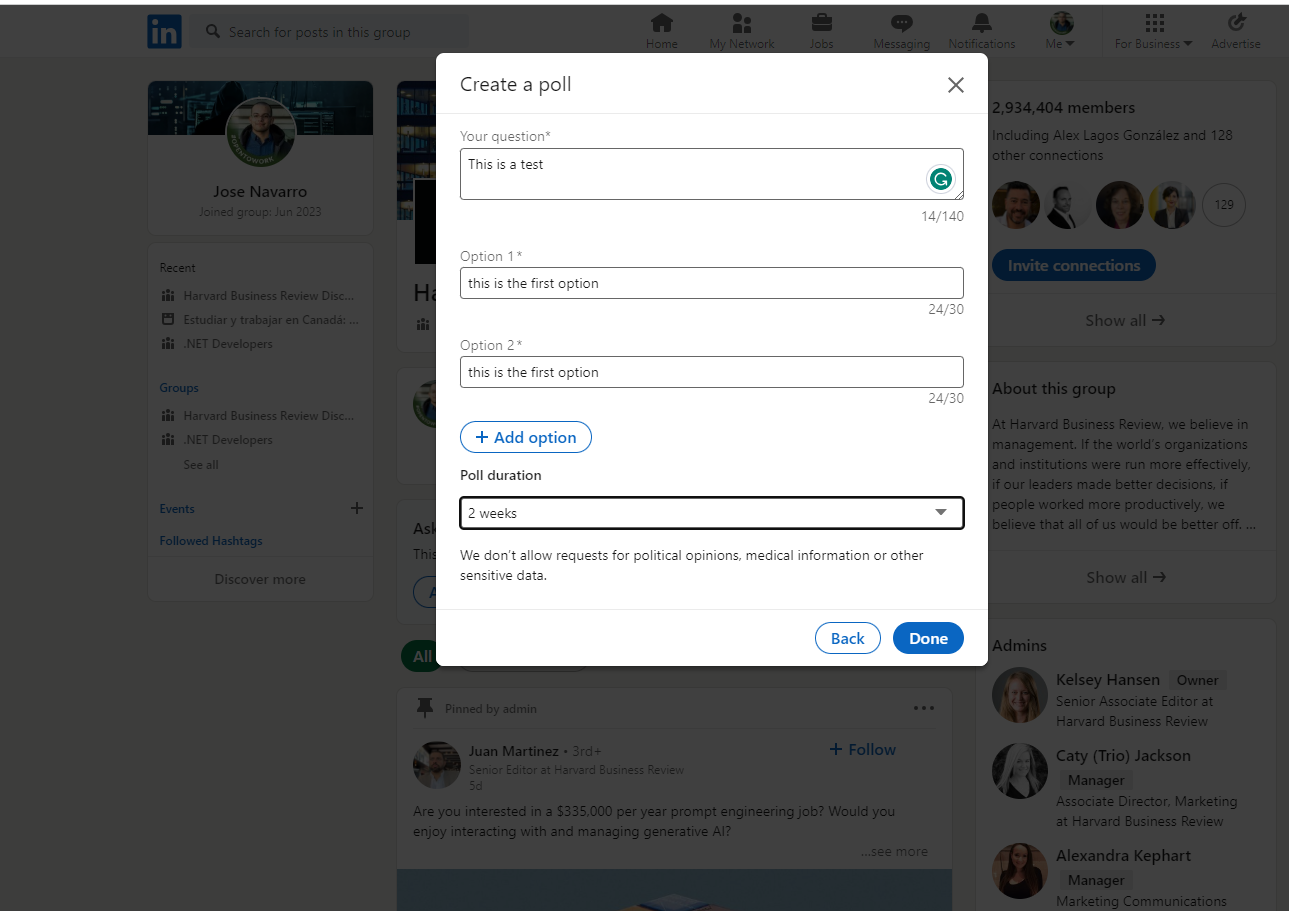 in
Search for posts in this group
Home
My Network
Jobs
Messaging
Notifications
Me
For Business
Advertise
Jose Navarro
Joined group: Jun 2023
Recent
Harvard Business Review Disc...
Estudiar y trabajar en Canadá: ...
.NET Developers
Groups
Harvard Business Review Disc...
.NET Developers
See all
Events
Followed Hashtags
Discover more
Create a poll
Your question*
This is a test
14/140
Option 1*
this is the first option
24/30
Option 2*
this is the first option
24/30
+ Add option
Poll duration
2 weeks
We don't allow requests for political opinions, medical information or other
sensitive data.
Back
Done
All
Pinned by admin
Juan Martinez • 3rd+
+ Follow
Senior Editor at Harvard Business Review
5d
Are you interested in a $335,000 per year prompt engineering job? Would you
enjoy interacting with and managing generative AI?
...see more
2,934,404 members
Including Alex Lagos González and 128
other connections
129
Invite connections
Show all →
About this group
At Harvard Business Review, we believe in
management. If the world's organizations
and institutions were run more effectively,
if our leaders made better decisions, if
people worked more productively, we
believe that all of us would be better off. ...
Show all →
Admins
Kelsey Hansen Owner
Senior Associate Editor at
Harvard Business Review
Caty (Trio) Jackson
Manager
Associate Director, Marketing
at Harvard Business Review
Alexandra Kephart
Manager
Marketing Communications